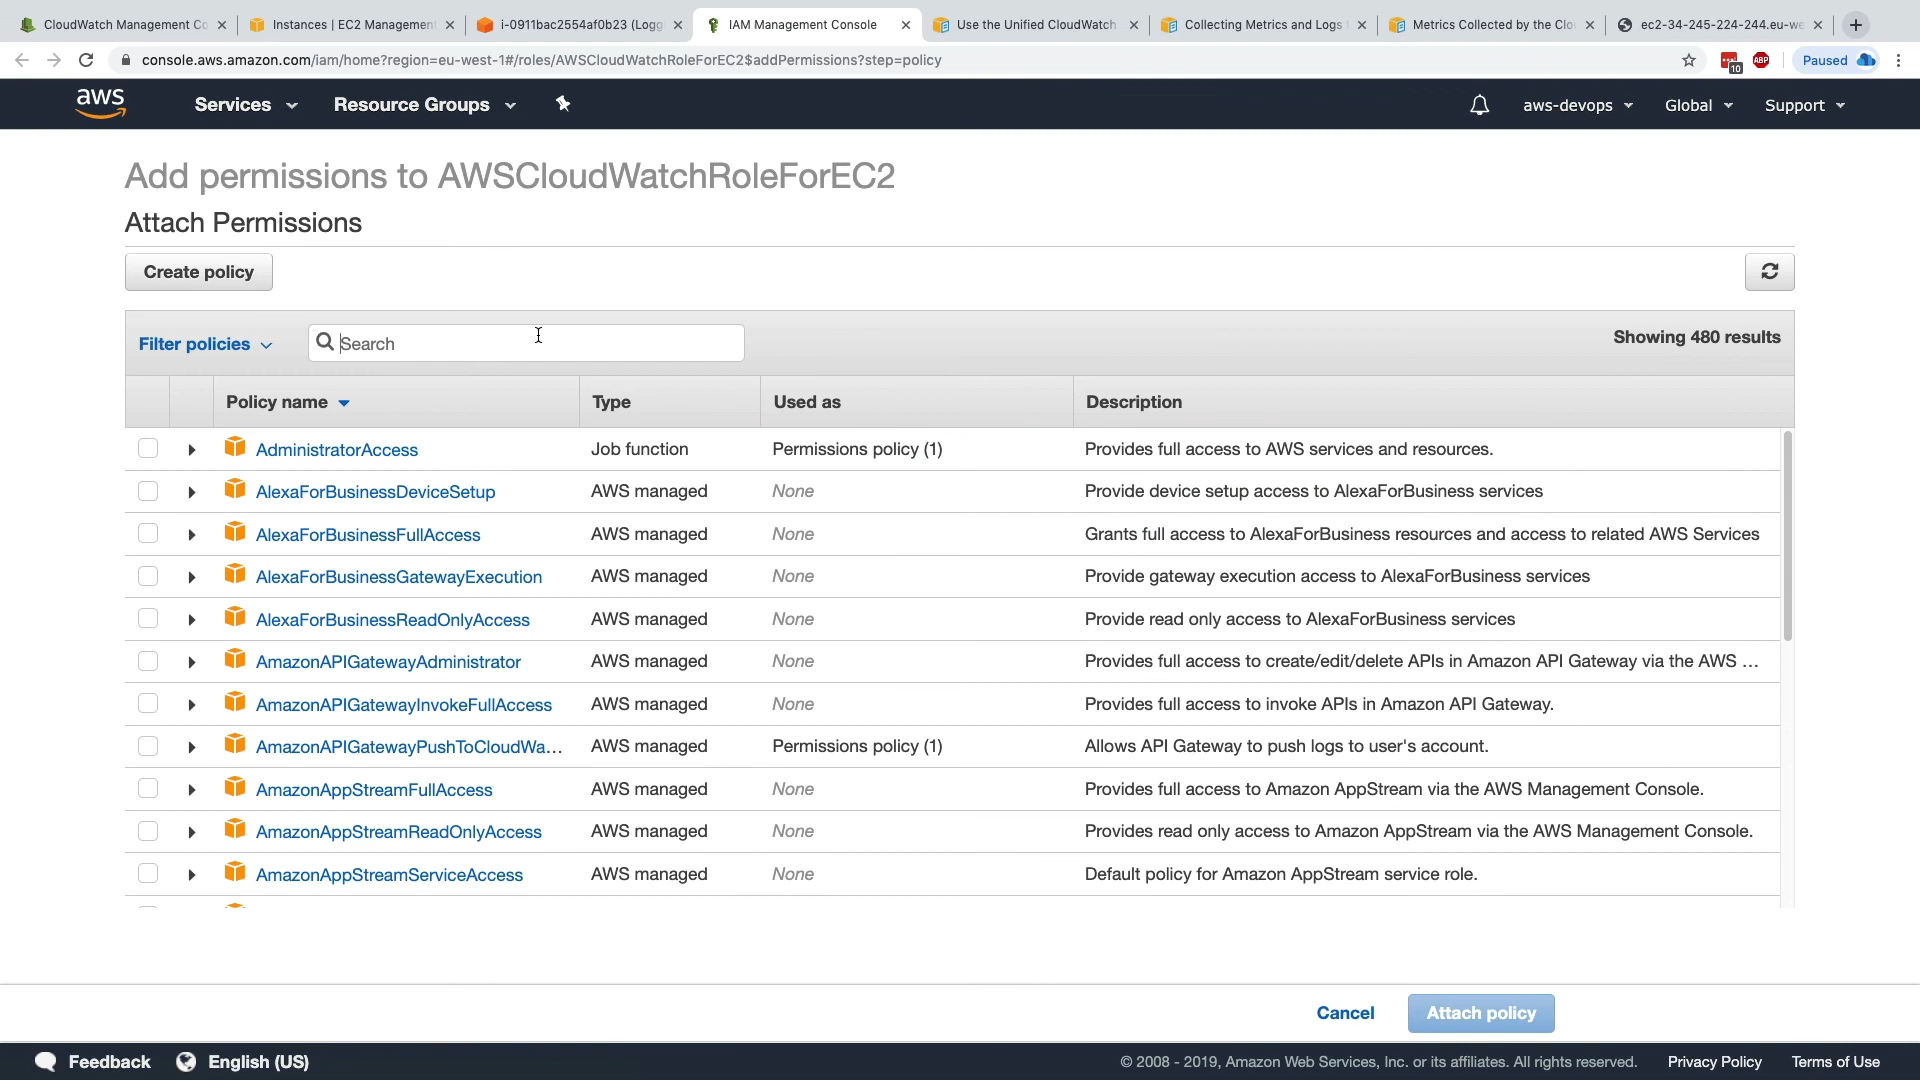 CloudWatch Management Co
Instances | EC2 Management
i-0911bac2554af0b23 (Logg
IAM Management Console
Use the Unified CloudWatch
Collecting Metrics and Logs
Metrics Collected by the Clo
ec2-34-245-224-244.eu-we
console.aws.amazon.com/iam/home?region=eu-west-1#/roles/AWSCloudWatchRoleForEC2$addPermissions?step=policy
10
ABP
Paused
aws
Services
Resource Groups
aws-devops
Global
Support
Add permissions to AWSCloudWatchRoleForEC2
Attach Permissions
Create policy
Filter policies
Search
Showing 480 results
Policy name Type Used as Description
AdministratorAccess Job function Permissions policy (1) Provides full access to AWS services and resources.
AlexaForBusinessDeviceSetup AWS managed None Provide device setup access to AlexaForBusiness services
AlexaForBusinessFullAccess AWS managed None Grants full access to AlexaForBusiness resources and access to related AWS Services
AlexaForBusinessGatewayExecution AWS managed None Provide gateway execution access to AlexaForBusiness services
AlexaForBusinessReadOnlyAccess AWS managed None Provide read only access to AlexaForBusiness services
AmazonAPIGatewayAdministrator AWS managed None Provides full access to create/edit/delete APIs in Amazon API Gateway via the AWS ...
AmazonAPIGatewayInvokeFullAccess AWS managed None Provides full access to invoke APIs in Amazon API Gateway.
AmazonAPIGatewayPushToCloudWa... AWS managed Permissions policy (1) Allows API Gateway to push logs to user's account.
AmazonAppStreamFullAccess AWS managed None Provides full access to Amazon AppStream via the AWS Management Console.
AmazonAppStreamReadOnlyAccess AWS managed None Provides read only access to Amazon AppStream via the AWS Management Console.
AmazonAppStreamServiceAccess AWS managed None Default policy for Amazon AppStream service role.
Cancel
Attach policy
Feedback
English (US)
© 2008 - 2019, Amazon Web Services, Inc. or its affiliates. All rights reserved.
Privacy Policy
Terms of Use